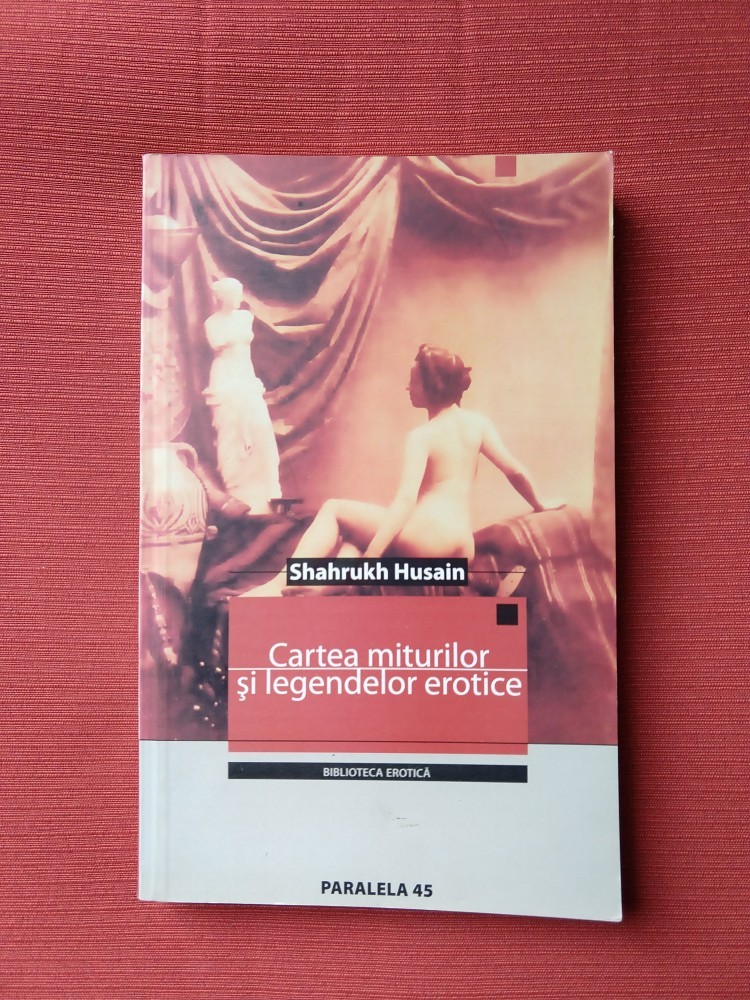 Shahrukh Husain
Cartea miturilor
şi legendelor erotice
BIBLIOTECA EROTICĂ
PARALELA 45